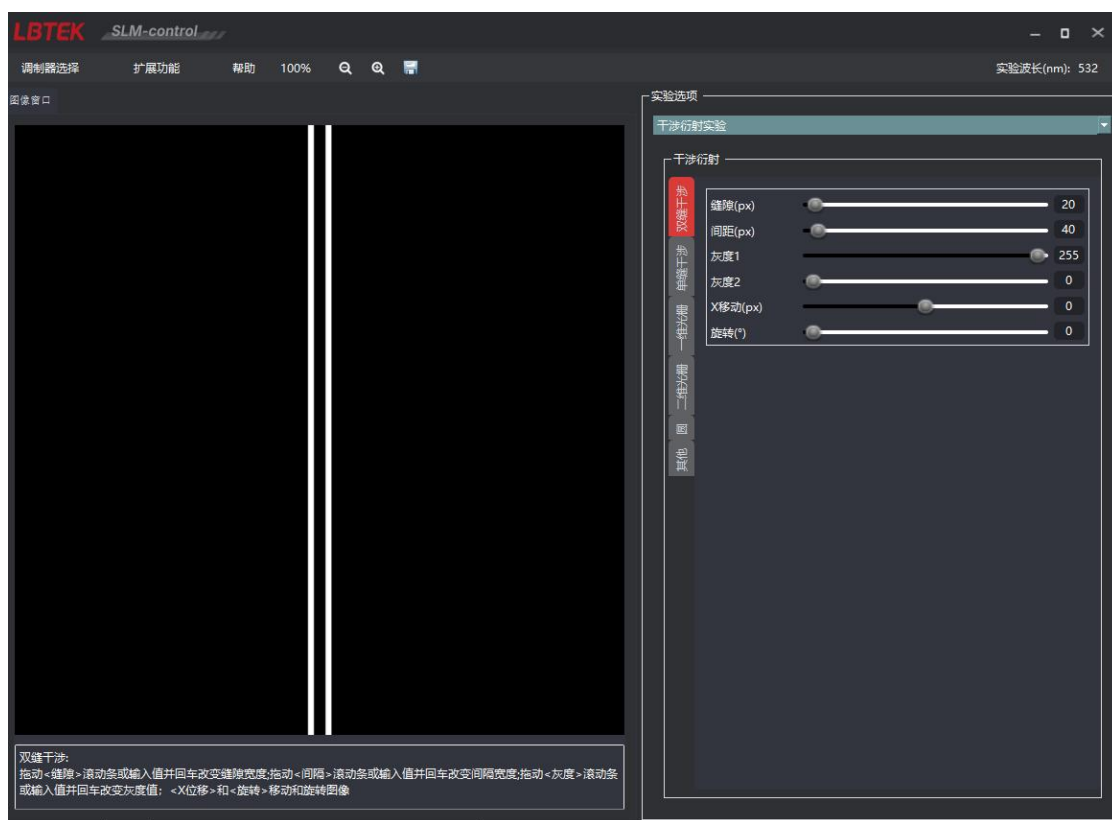 LBTEK SLM-control
调制器选择 扩展功能 帮助 100% 实验波长(nm): 532
图像窗口
实验选项
干涉衍射实验
干涉衍射
双缝干涉
单缝干涉
一维光栅
二维光栅
圆
其他
缝隙(px) 20
间距(px) 40
灰度1 255
灰度2 0
X移动(px) 0
旋转(°) 0
双缝干涉:
拖动<缝隙>滚动条或输入值并回车改变缝隙宽度;拖动<间隔>滚动条或输入值并回车改变间隔宽度;拖动<灰度>滚动条
或输入值并回车改变灰度值；<X位移>和<旋转>移动和旋转图像